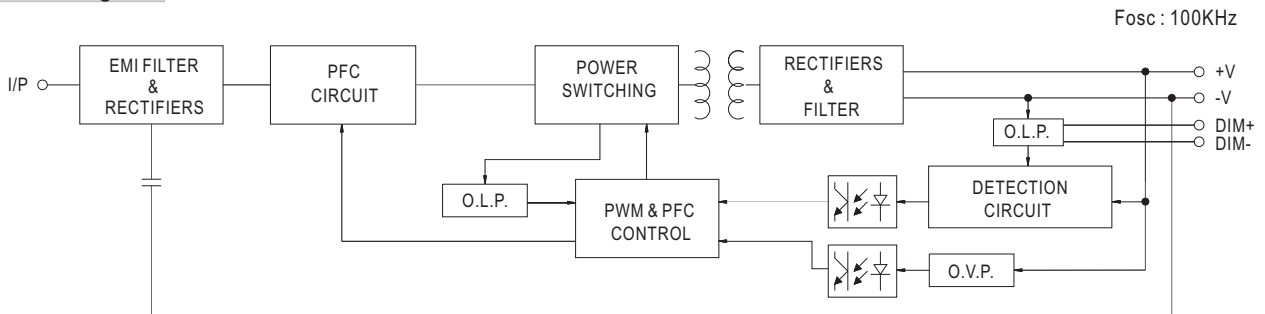 Fosc : 100KHz
I/P
EMI FILTER
&
RECTIFIERS
PFC
CIRCUIT
POWER
SWITCHING
RECTIFIERS
&
FILTER
+V
-V
DIM+
DIM-
O.L.P.
O.L.P.
PWM & PFC
CONTROL
DETECTION
CIRCUIT
O.V.P.